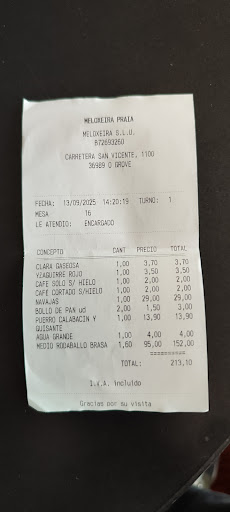 MELOXEIRA PRAIA
MELOXEIRA S.L.U.
B72693260
CARRETERA SAN VICENTE, 1100
36989 O GROVE
FECHA: 13/09/2025 14:20:19 TURNO: 1
MESA 16
LE ATENDIO: ENCARGADO
CONCEPTO CANT PRECIO TOTAL
CLARA GASEOSA 1,00 3,70 3,70
YZAGUIRRE ROJO 1,00 3,50 3,50
CAFE SOLO S/ HIELO 1,00 2,00 2,00
CAFE CORTADO S/HIELO 1,00 2,00 2,00
NAVAJAS 1,00 29,00 29,00
BOLLO DE PAN ud 2,00 1,50 3,00
PUERRO CALABACIN Y 1,00 13,90 13,90
GUISANTE
AGUA GRANDE 1,00 4,00 4,00
MEDIO RODABALLO BRASA 1,60 95,00 152,00
==========
TOTAL: 213,10
I.v.A. incluido
Gracias por su visita